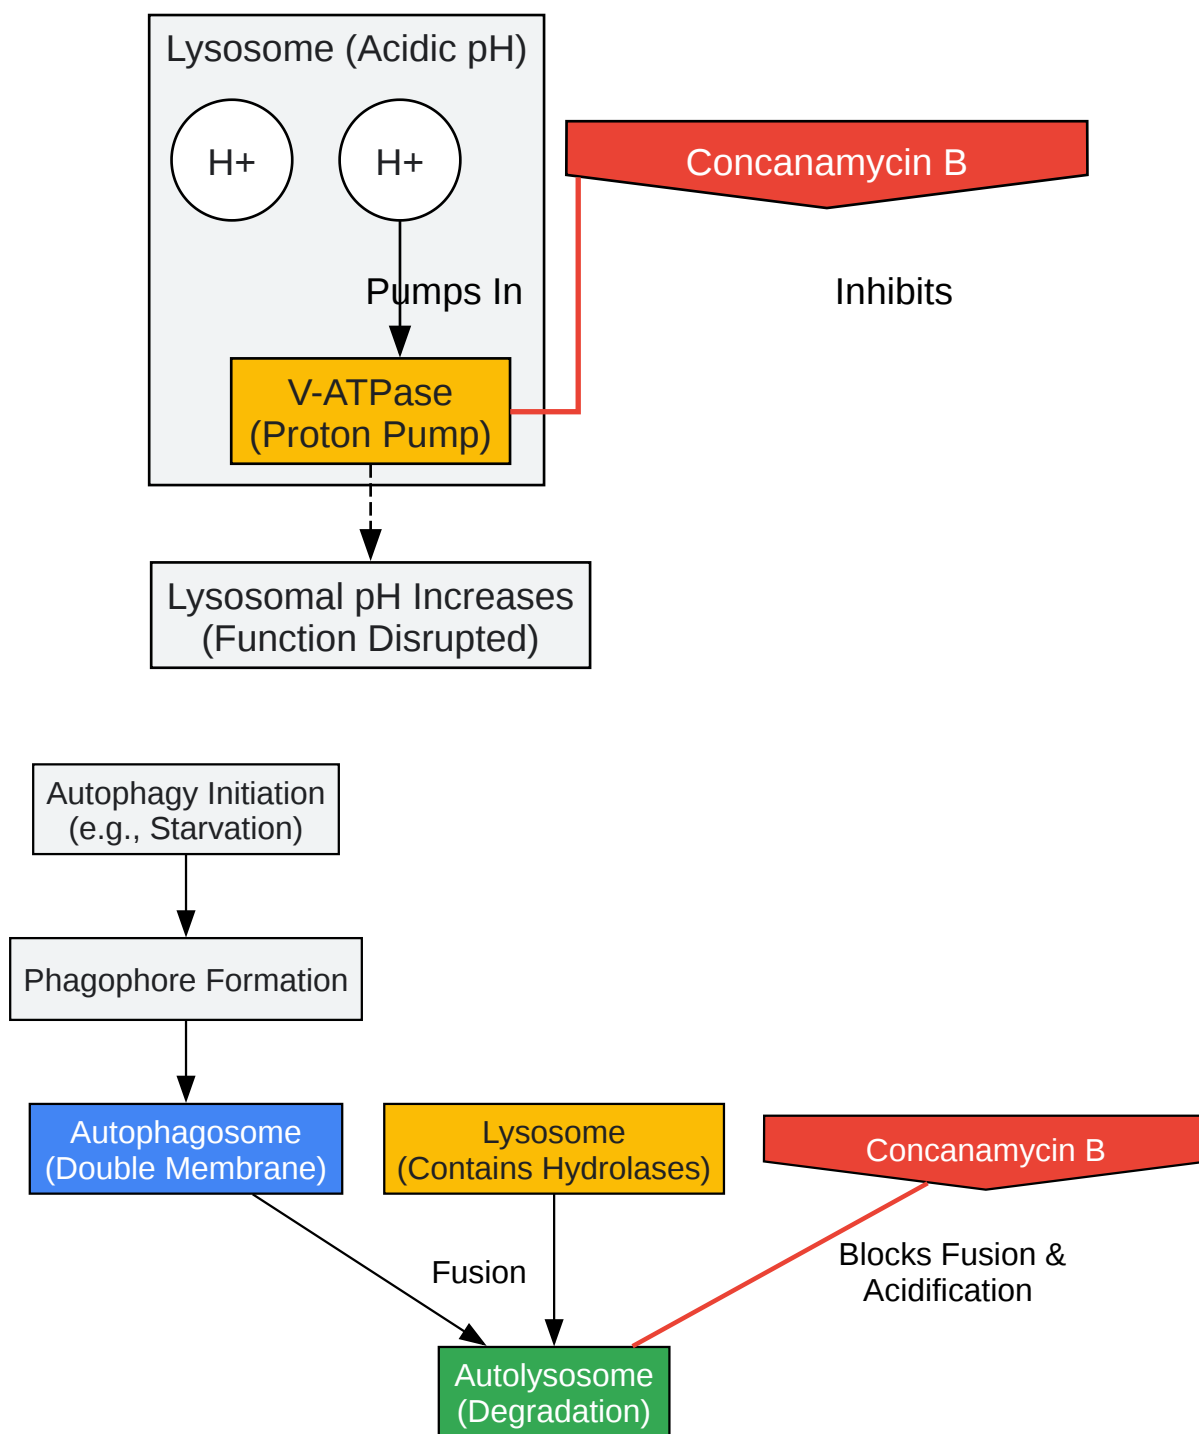 Lysosome (Acidic pH)
H+
H+
Concanamycin B
Pumps In
Inhibits
V-ATPase
(Proton Pump)
Lysosomal pH Increases
(Function Disrupted)
Autophagy Initiation
(e.g., Starvation)
Phagophore Formation
Autophagosome
(Double Membrane)
Lysosome
(Contains Hydrolases)
Concanamycin B
Fusion
Blocks Fusion &
Acidification
Autolysosome
(Degradation)